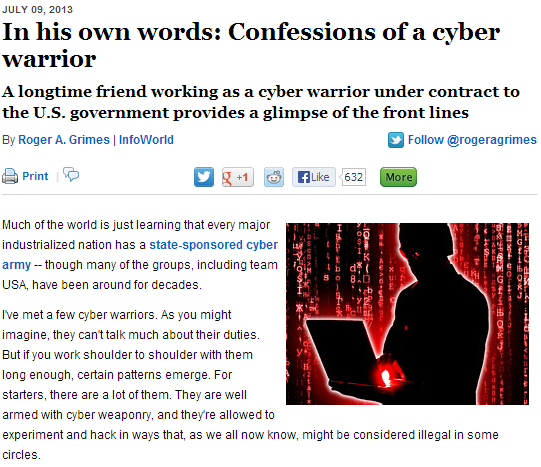 JULY 09, 2013
In his own words: Confessions of a cyber
warrior
A longtime friend working as a cyber warrior under contract to
the U.S. government provides a glimpse of the front lines
By Roger A. Grimes | InfoWorld
Follow @rogeragrimes
Print |
g +1
Like 632
More
Much of the world is just learning that every major
industrialized nation has a state-sponsored cyber
army -- though many of the groups, including team
USA, have been around for decades.
I've met a few cyber warriors. As you might
imagine, they can't talk much about their duties.
But if you work shoulder to shoulder with them
long enough, certain patterns emerge. For
starters, there are a lot of them. They are well
armed with cyber weaponry, and they're allowed to
experiment and hack in ways that, as we all now know, might be considered illegal in some
circles.